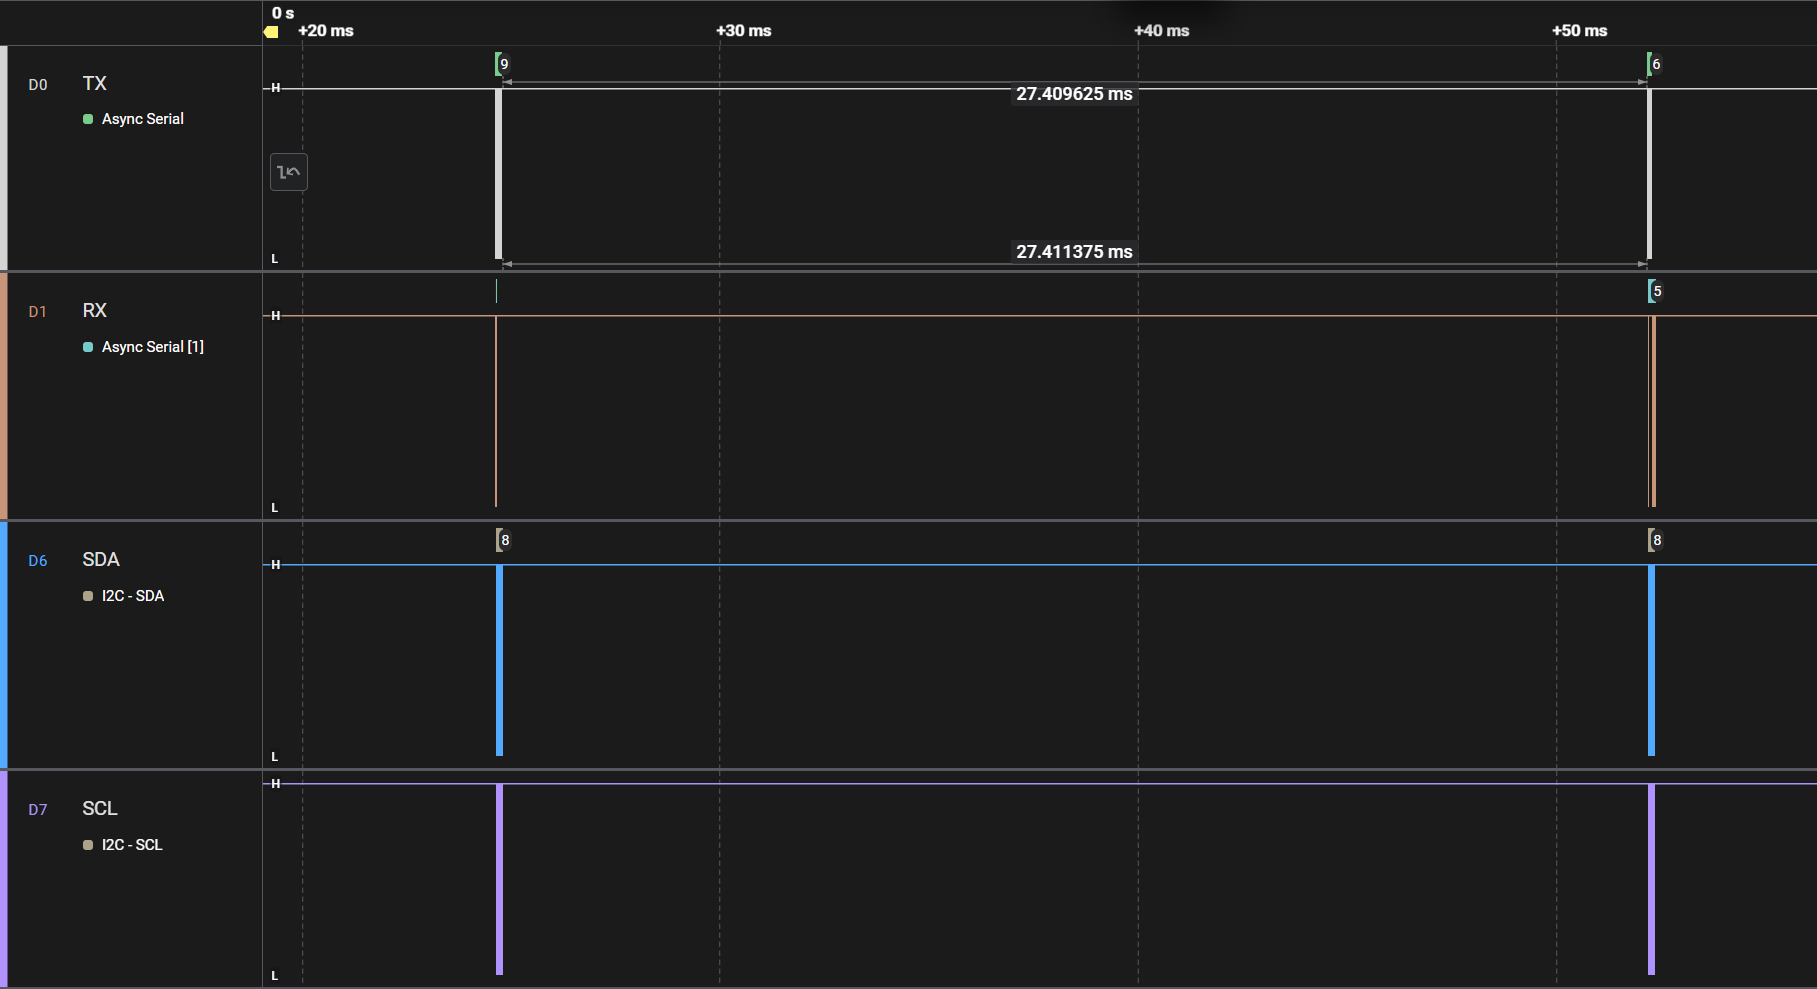 0 s
+20 ms
+30 ms
+40 ms
+50 ms
D0
TX
Async Serial
H
L
9
6
27.409625 ms
27.411375 ms
D1
RX
Async Serial [1]
H
L
5
D6
SDA
I2C - SDA
H
L
8
8
D7
SCL
I2C - SCL
H
L